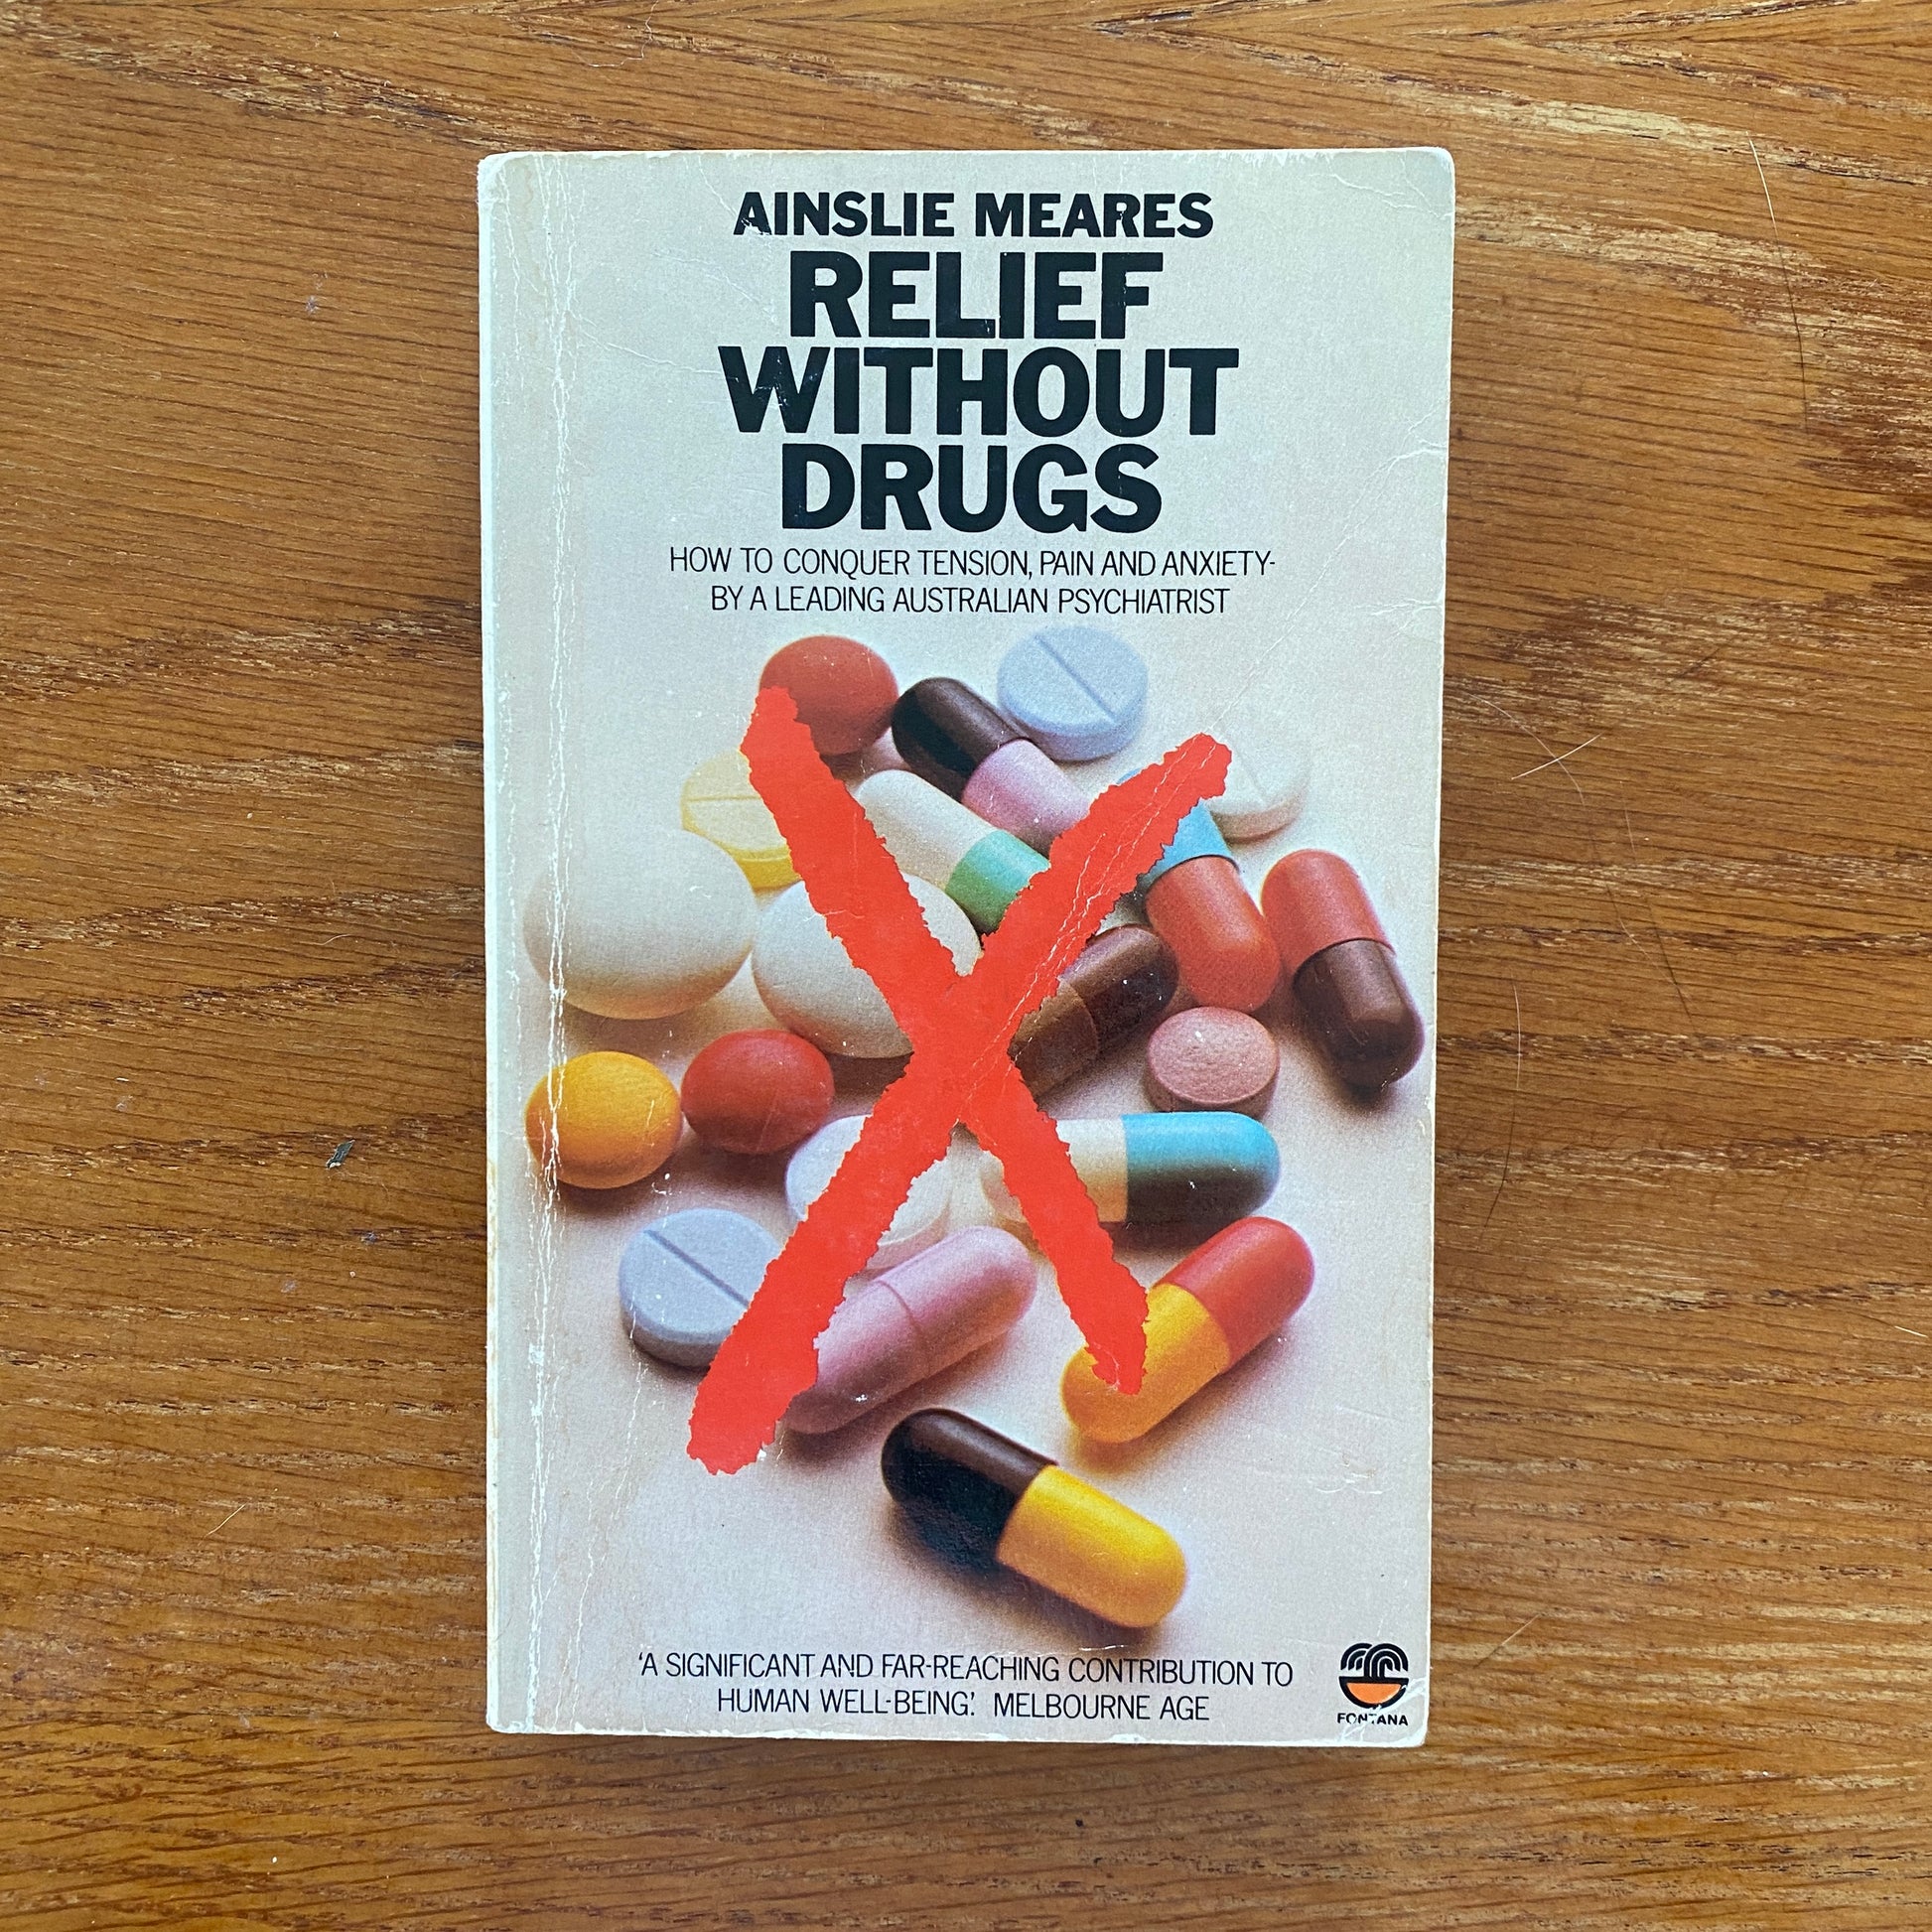 AINSLIE MEARES
RELIEF
WITHOUT
DRUGS
HOW TO CONQUER TENSION, PAIN AND ANXIETY-
BY A LEADING AUSTRALIAN PSYCHIATRIST
'A SIGNIFICANT AND FAR-REACHING CONTRIBUTION TO
HUMAN WELL-BEING.' MELBOURNE AGE
FONTANA